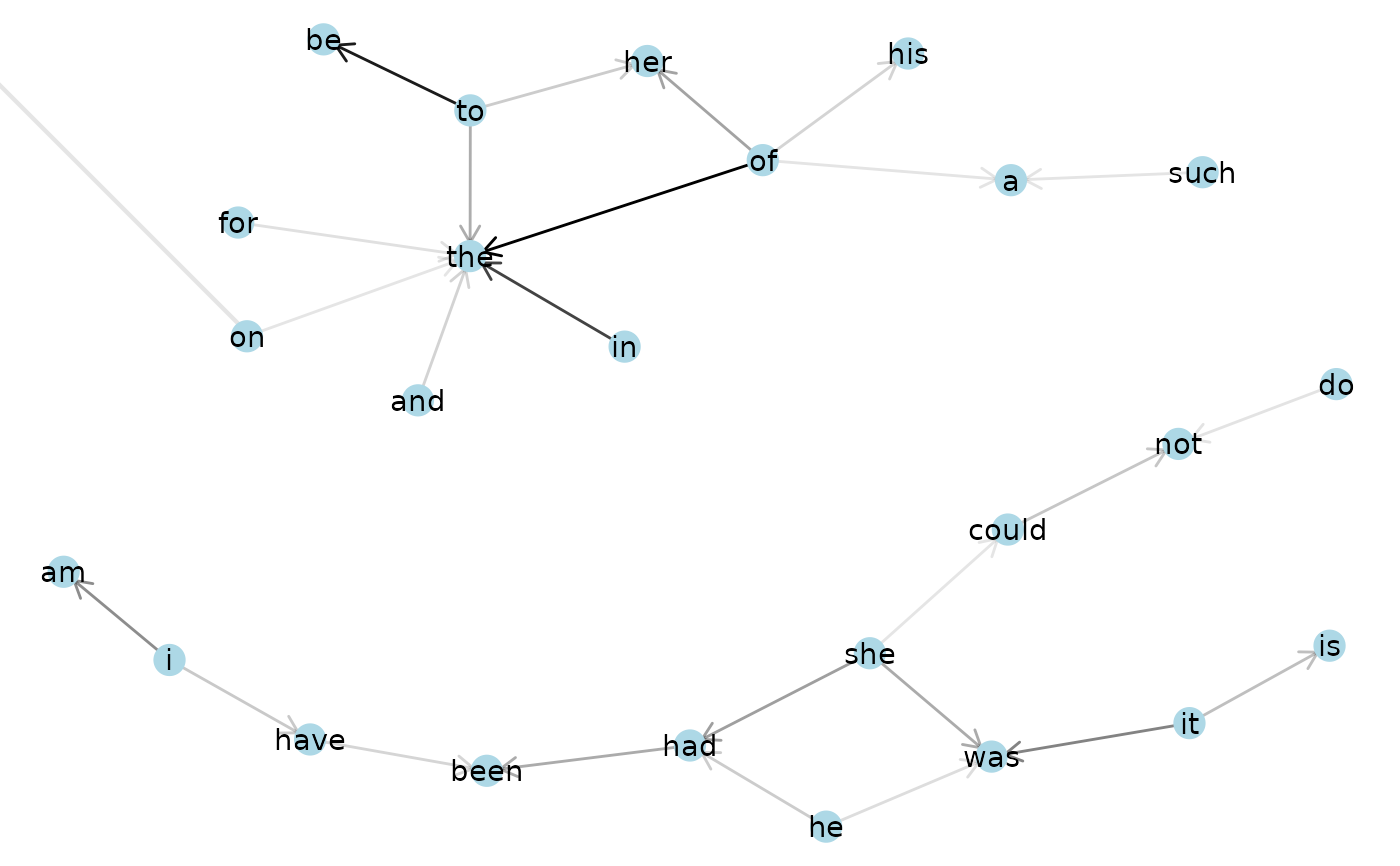 be
her
his
to
of
a
such
for
the
on
in
and
do
not
could
am
she
is
i
it
have
had
was
been
he